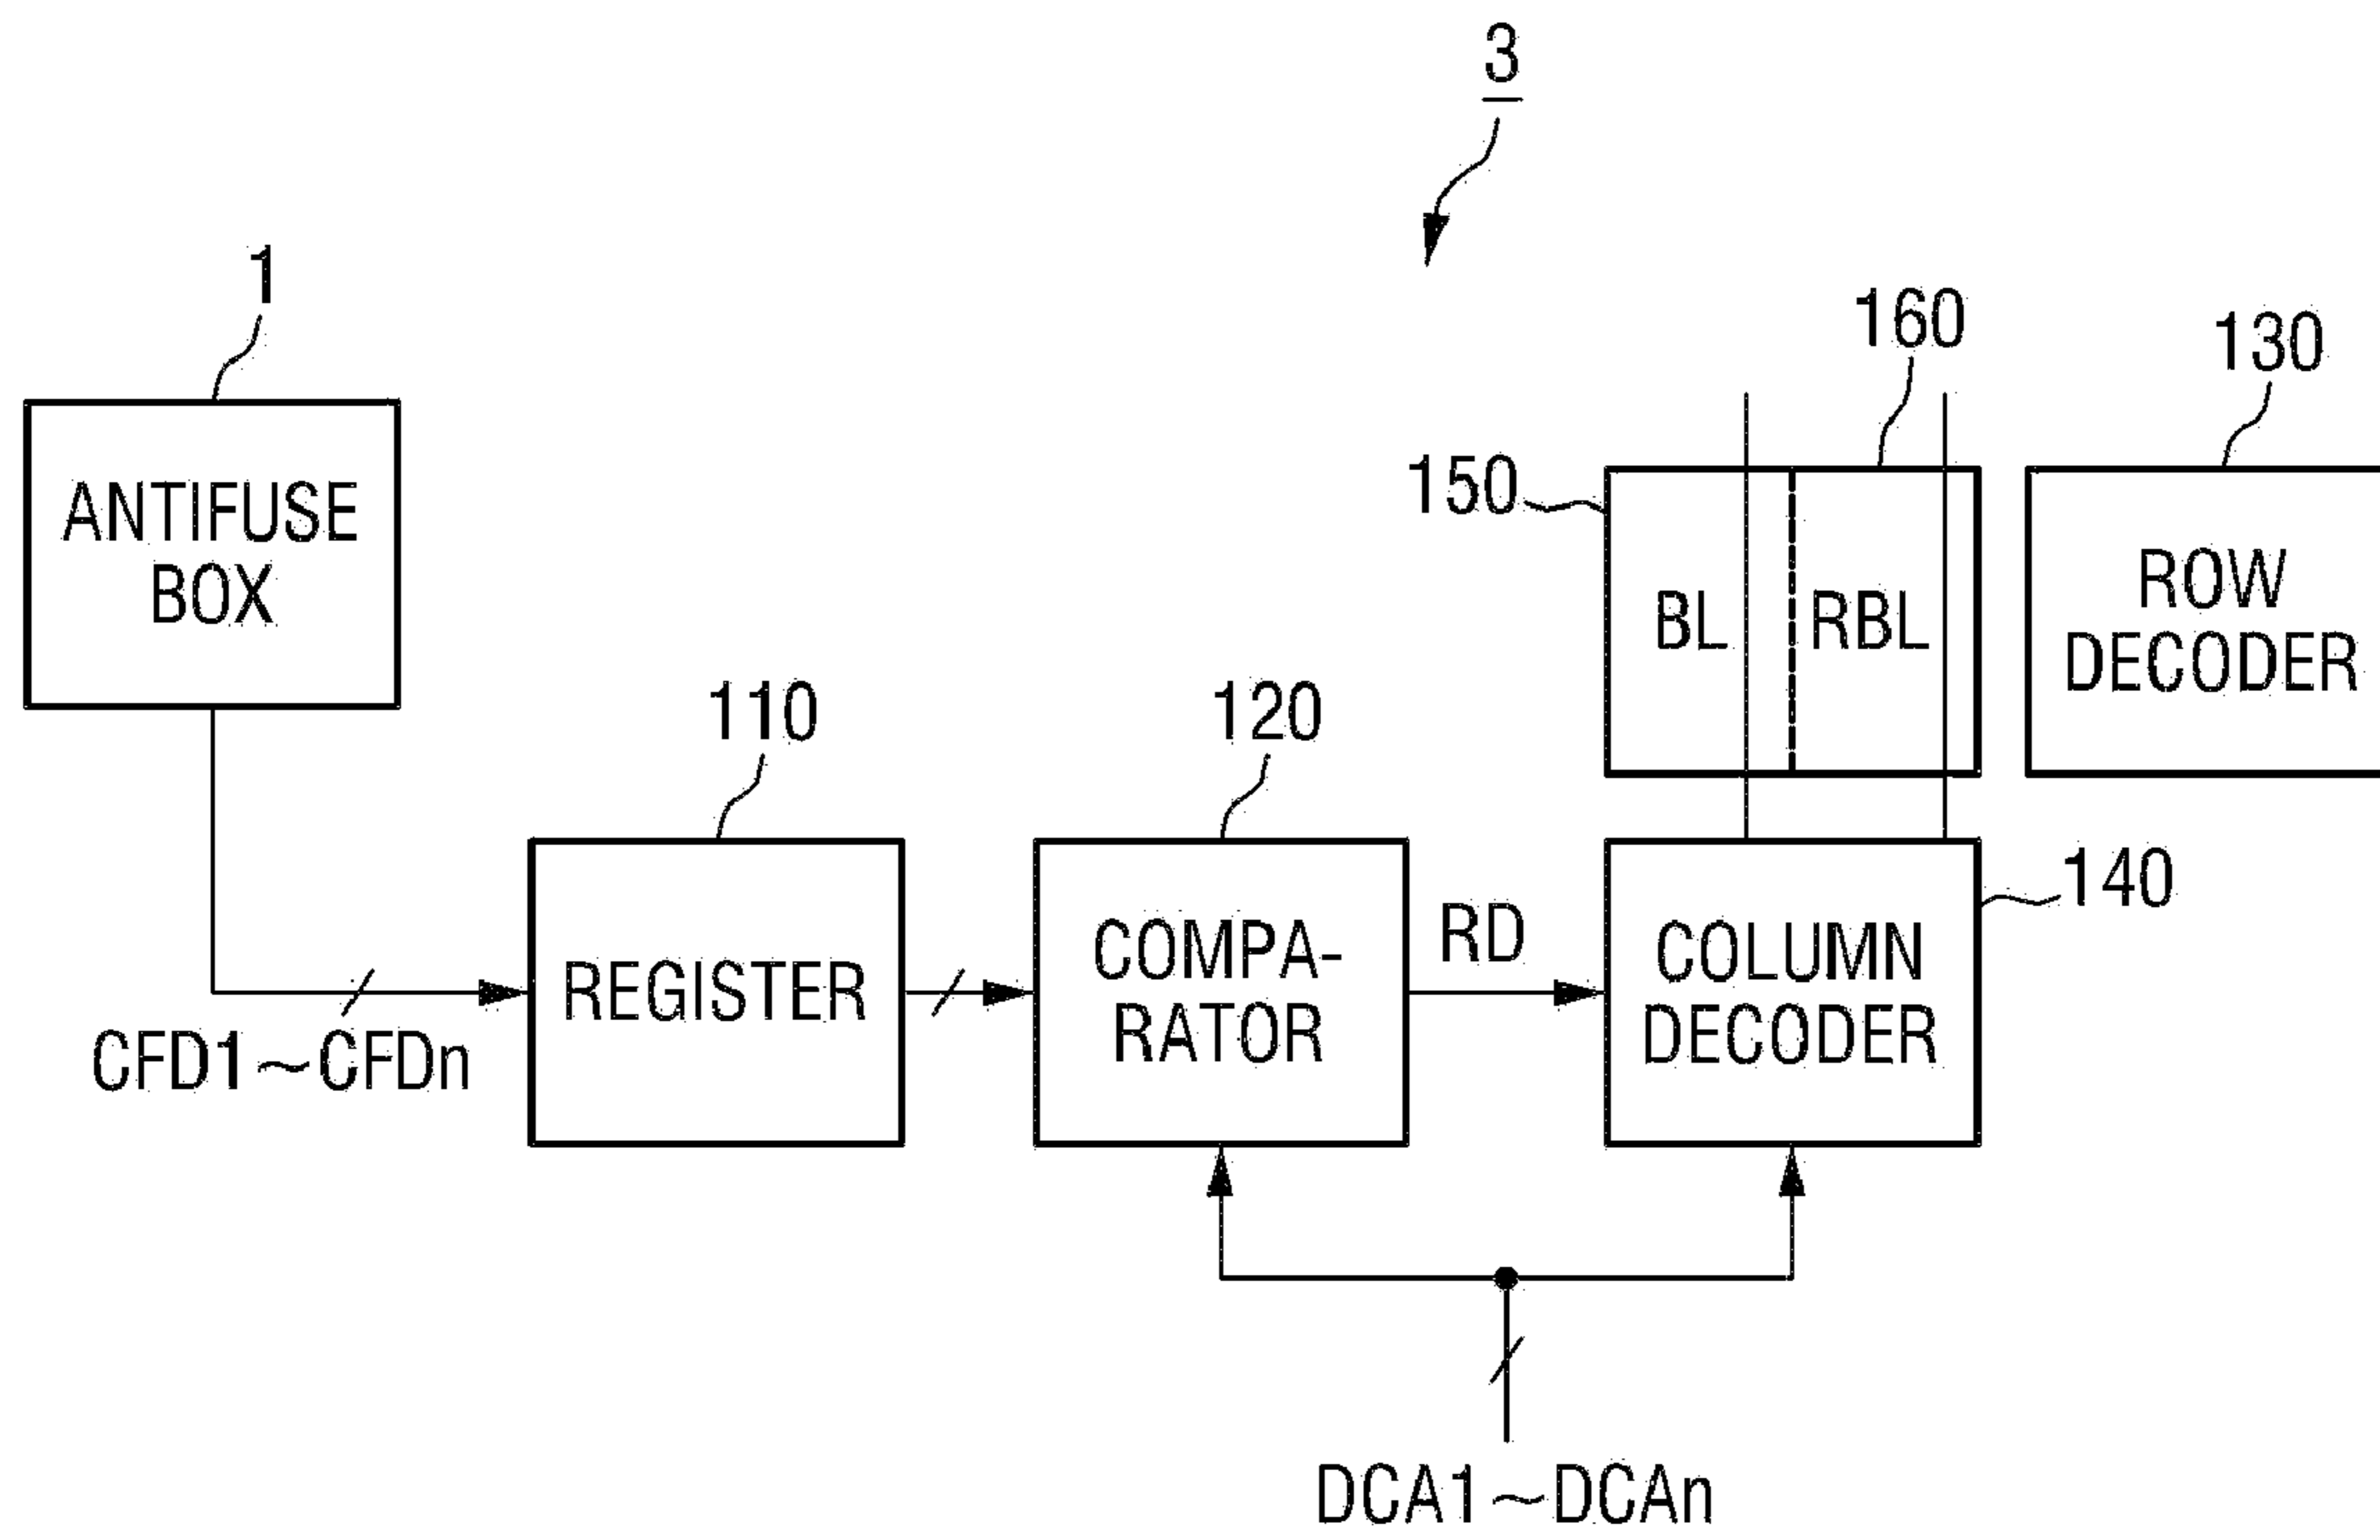 3
1
160
130
150
ANTIFUSE
BOX
BL
RBL
ROW
DECODER
110
120
140
REGISTER
COMPA-
RATOR
RD
COLUMN
DECODER
CFD1~CFDn
DCA1~DCAn